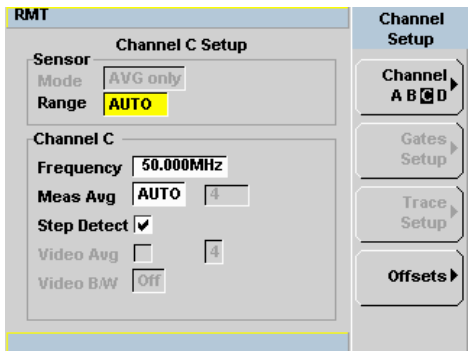 RMT
Channel C Setup
Sensor
Mode AVG only
Range AUTO
Channel C
Frequency 50.000MHz
Meas Avg AUTO 4
Step Detect
Video Avg 4
Video B/W Off
Channel
Setup
Channel
A B C D
Gates
Setup
Trace
Setup
Offsets